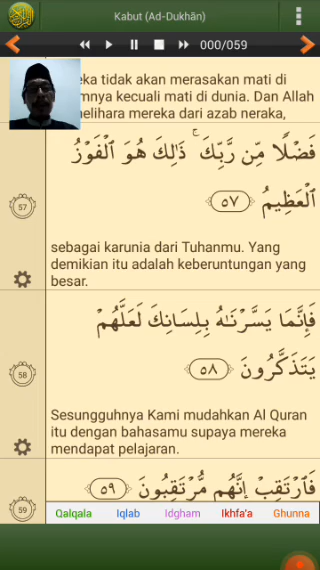 Kabut (Ad-Dukhān)
000/059
tidak akan merasakan mati di
kecuali mati di dunia. Dan Allah
mereka dari azab neraka,
فَضْلًا مِّن رَّبِّكَ ۚ ذَٰلِكَ هُوَ الْفَوْزُ
الْعَظِيمُ ٥٧
57
sebagai karunia dari Tuhanmu. Yang
demikian itu adalah keberuntungan yang
besar.
فَإِنَّمَا يَسَّرْنَاهُ بِلِسَانِكَ لَعَلَّهُمْ
يَتَذَكَّرُونَ ٥٨
58
Sesungguhnya Kami mudahkan Al Quran
itu dengan bahasamu supaya mereka
mendapat pelajaran.
فَارْتَقِبْ إِنَّهُم مُّرْتَقِبُونَ ٥٩
59
Qalqala Iqlab Idgham Ikhfa'a Ghunna